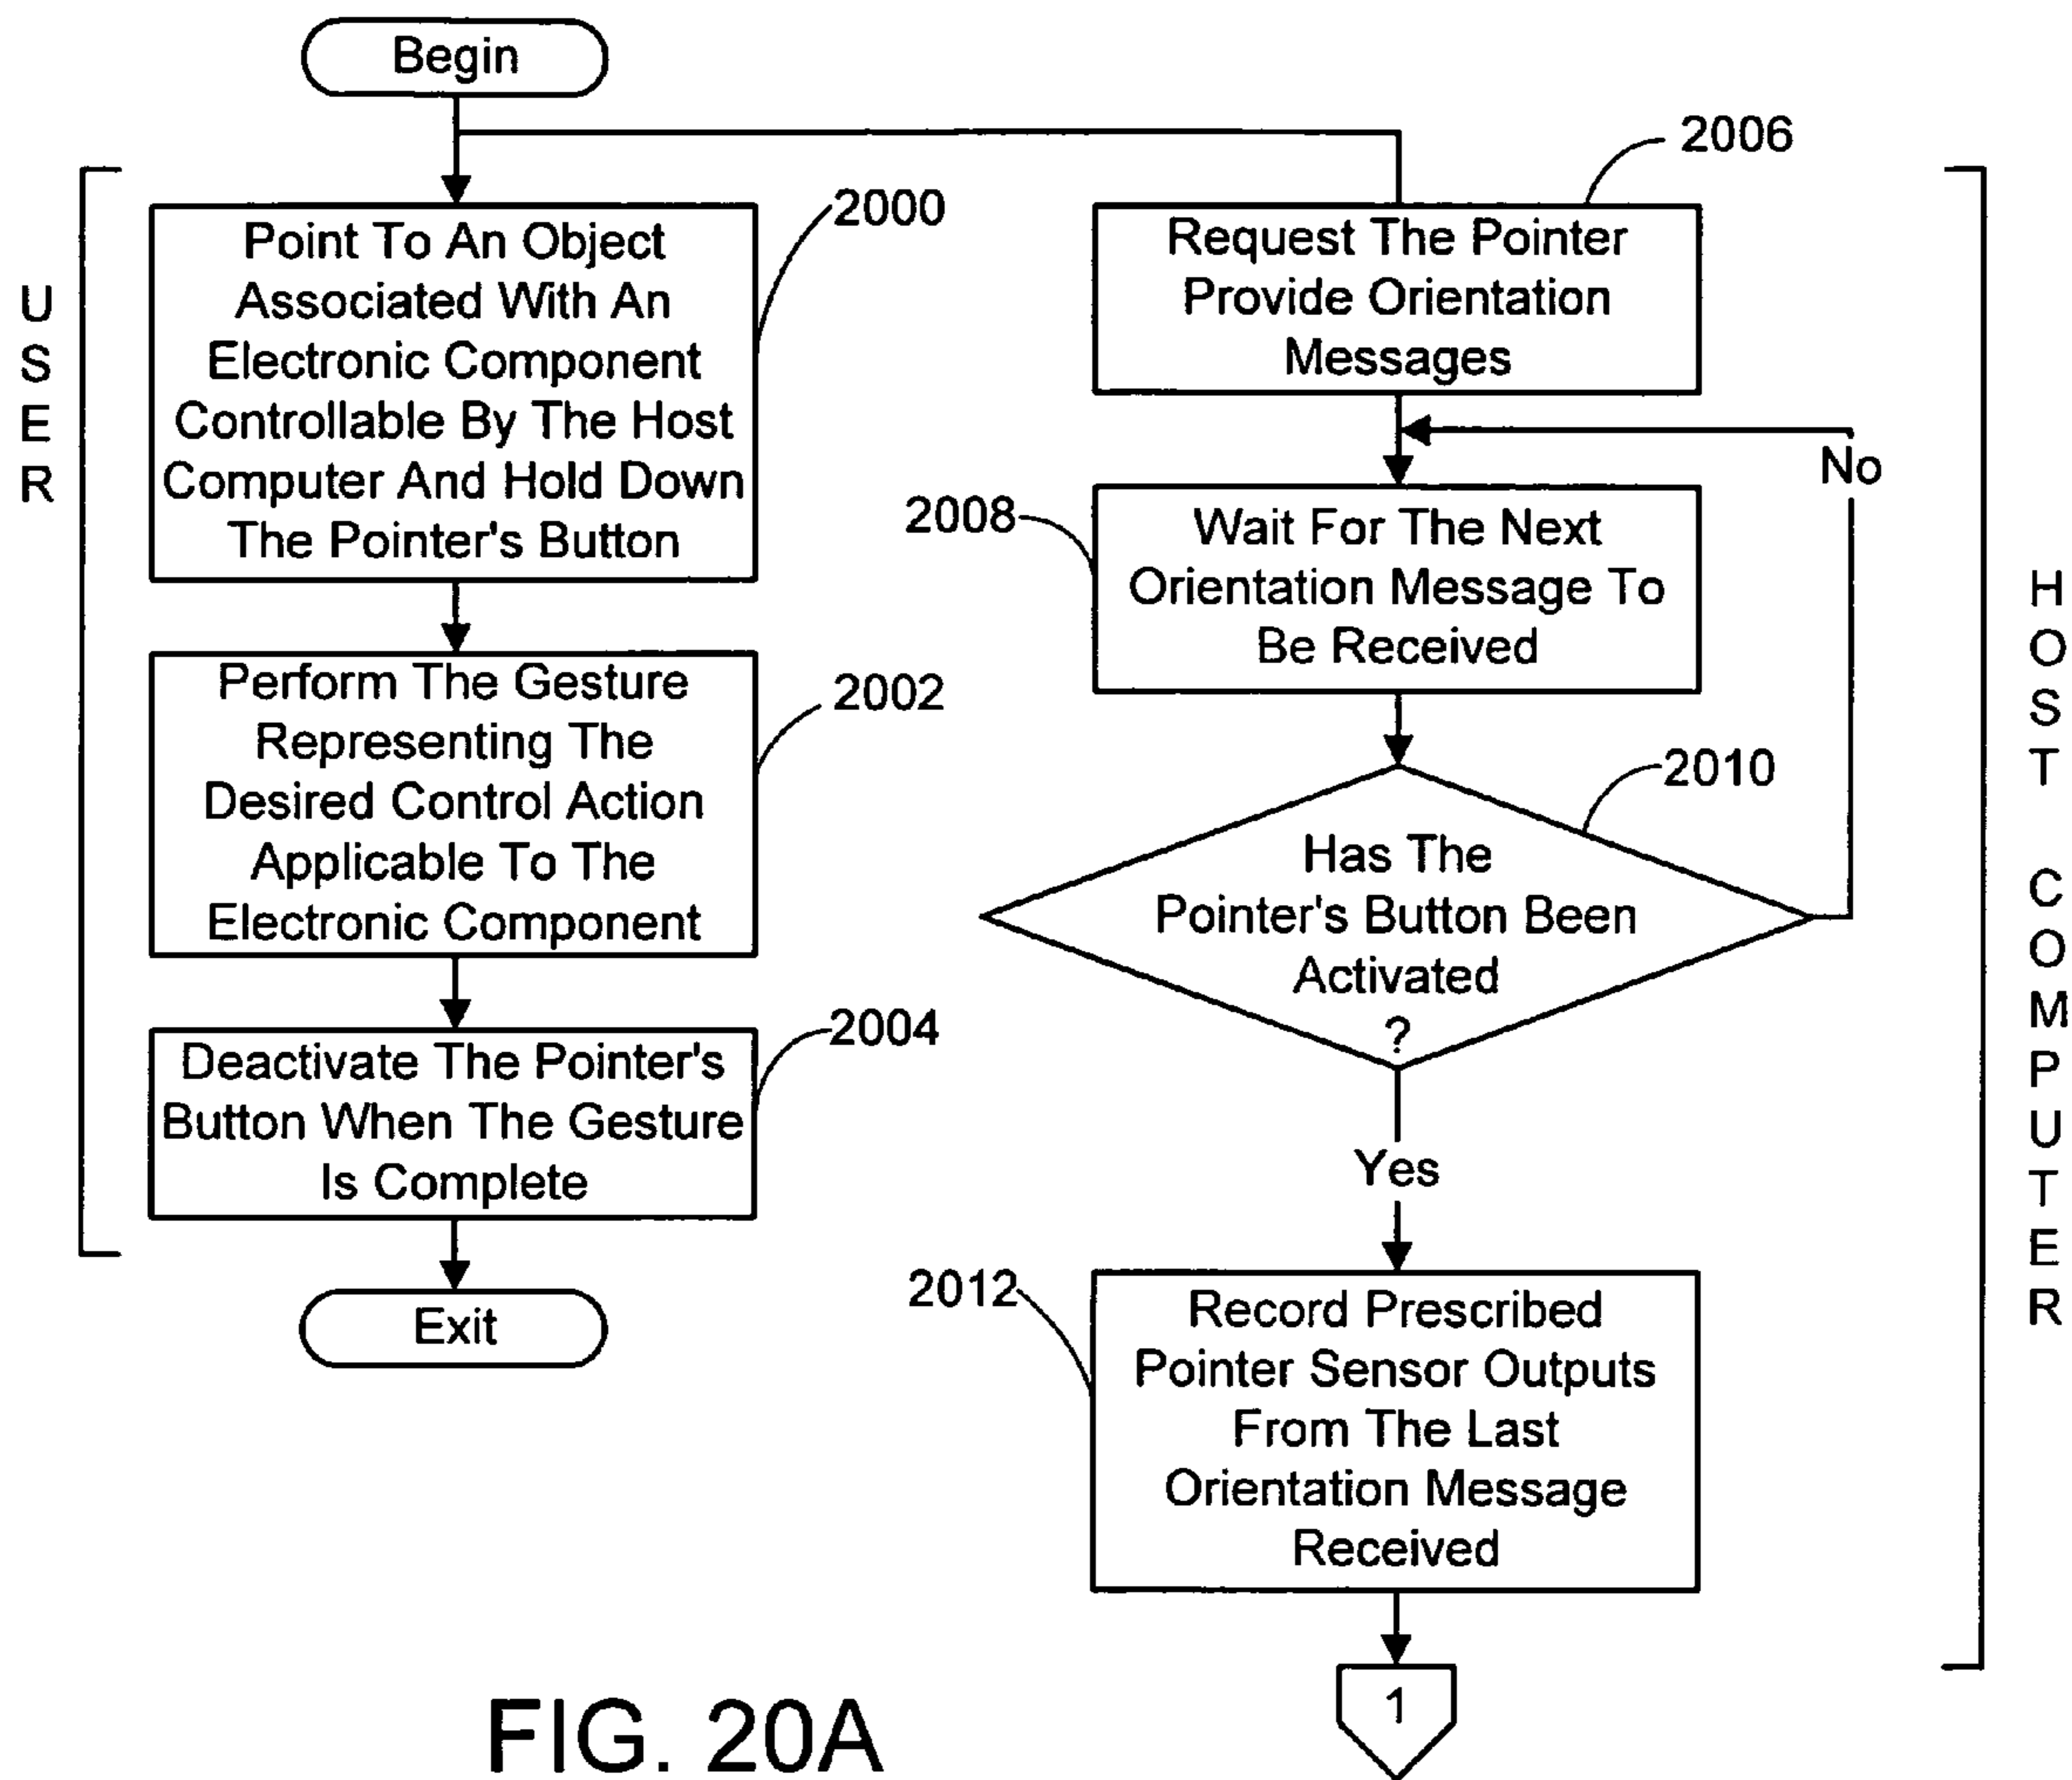 Begin
USER
2000
Point To An Object
Associated With An
Electronic Component
Controllable By The Host
Computer And Hold Down
The Pointer's Button
2002
Perform The Gesture
Representing The
Desired Control Action
Applicable To The
Electronic Component
2004
Deactivate The Pointer's
Button When The Gesture
Is Complete
Exit
2006
Request The Pointer
Provide Orientation
Messages
No
2008
Wait For The Next
Orientation Message To
Be Received
2010
Has The
Pointer's Button Been
Activated
?
Yes
2012
Record Prescribed
Pointer Sensor Outputs
From The Last
Orientation Message
Received
1
HOST COMPUTER
FIG. 20A